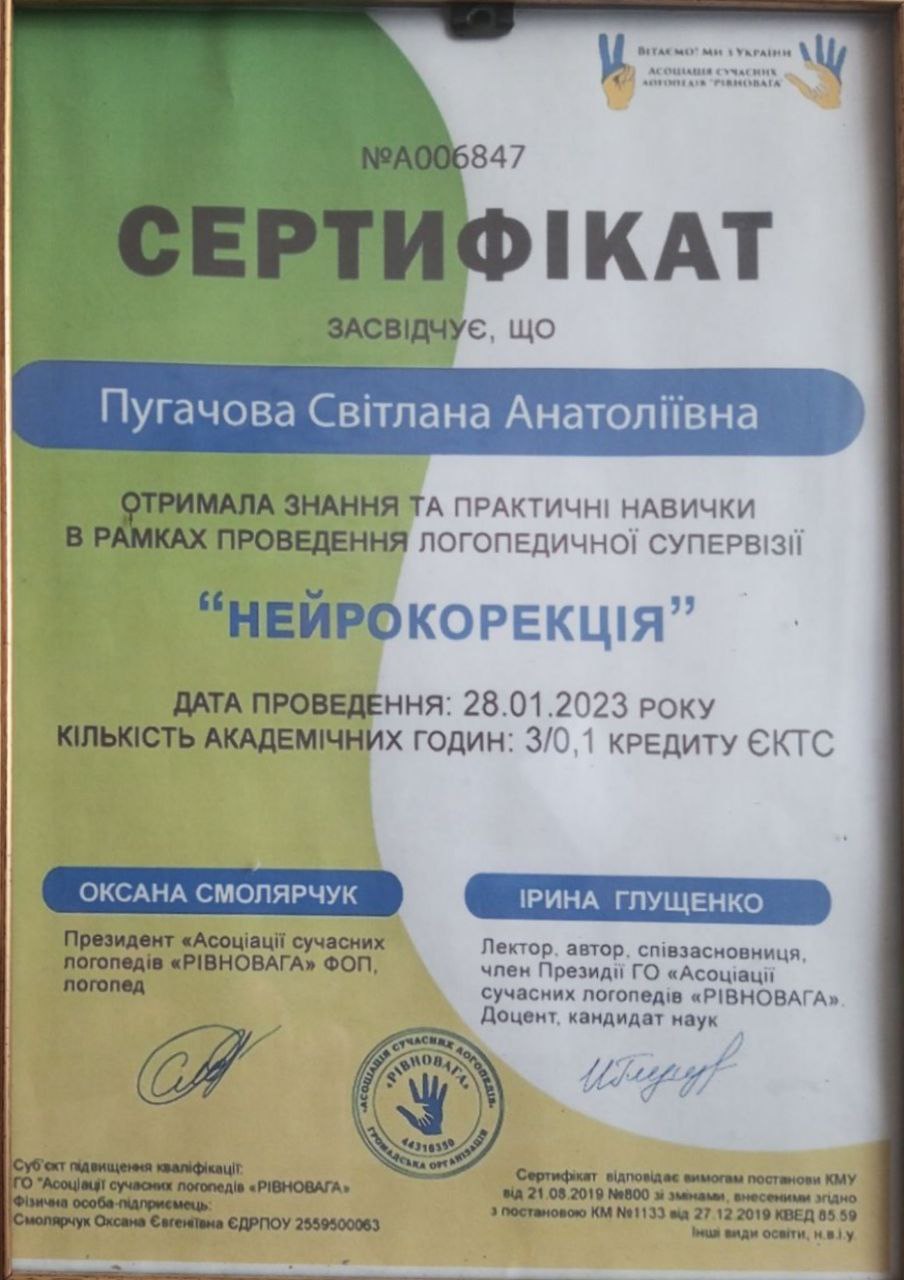 ВІТАЄМО! МИ З УКРАЇНИ
АСОЦІАЦІЯ СУЧАСНИХ
ЛОГОПЕДІВ "РІВНОВАГА"
№А006847
СЕРТИФІКАТ
ЗАСВІДЧУЄ, ЩО
Пугачова Світлана Анатоліївна
ОТРИМАЛА ЗНАННЯ ТА ПРАКТИЧНІ НАВИЧКИ
В РАМКАХ ПРОВЕДЕННЯ ЛОГОПЕДИЧНОЇ СУПЕРВІЗІЇ
“НЕЙРОКОРЕКЦІЯ”
ДАТА ПРОВЕДЕННЯ: 28.01.2023 РОКУ
КІЛЬКІСТЬ АКАДЕМІЧНИХ ГОДИН: 3/0,1 КРЕДИТУ ЄКТС
ОКСАНА СМОЛЯРЧУК
Президент «Асоціації сучасних
логопедів «РІВНОВАГА» ФОП,
логопед
ІРИНА ГЛУЩЕНКО
Лектор, автор, співзасновниця,
член Президії ГО «Асоціації
сучасних логопедів «РІВНОВАГА».
Доцент, кандидат наук
«АСОЦІАЦІЯ СУЧАСНИХ ЛОГОПЕДІВ»
«РІВНОВАГА»
44316350
ГРОМАДСЬКА ОРГАНІЗАЦІЯ
Суб'єкт підвищення кваліфікації:
ГО "Асоціації сучасних логопедів «РІВНОВАГА»
Фізична особа-підприємець:
Смолярчук Оксана Євгеніївна ЄДРПОУ 2559500063
Сертифікат відповідає вимогам постанови КМУ
від 21.08.2019 №800 зі змінами, внесеними згідно
з постановою КМ №1133 від 27.12.2019 КВЕД 85.59
Інші види освіти, н.в.і.у.